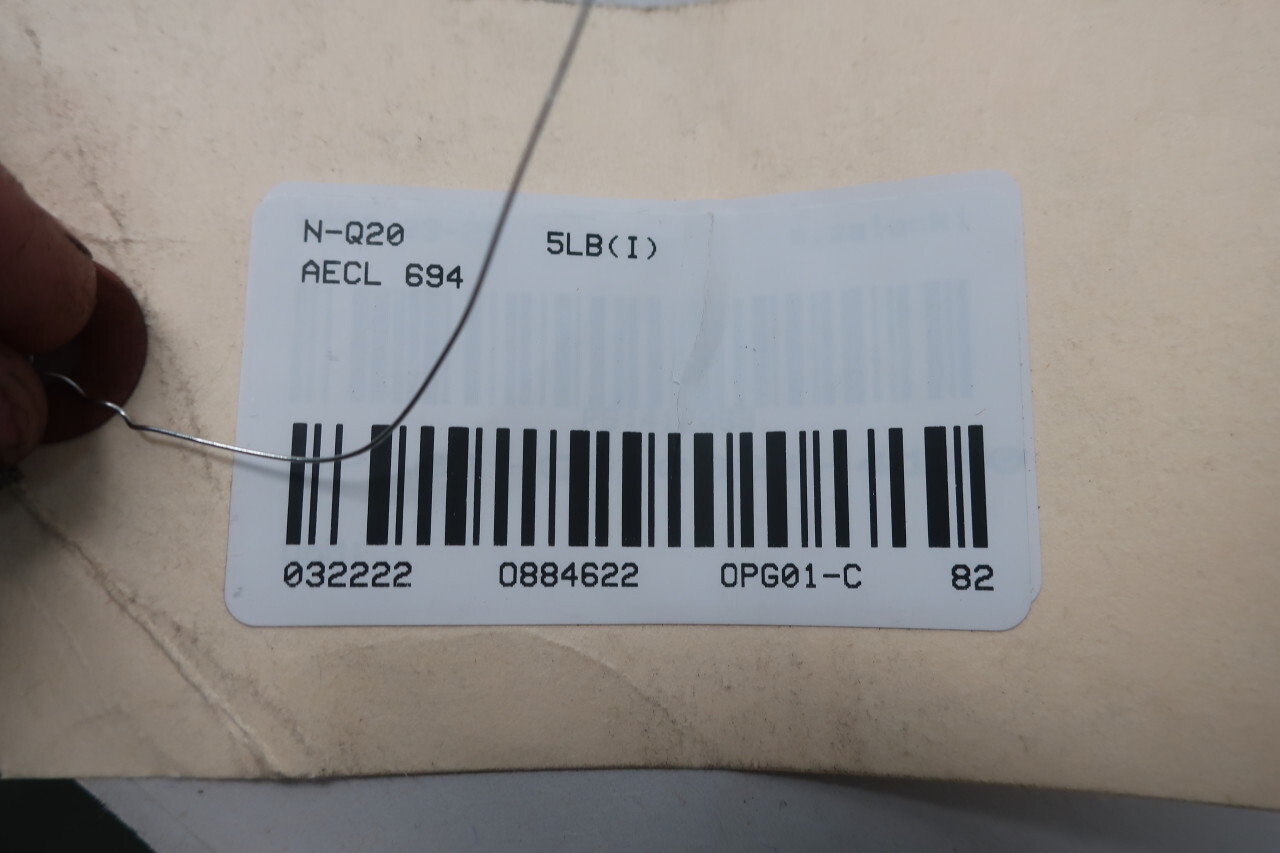 N-Q20 5LB(I)
AECL 694
032222 0884622 OPG01-C 82